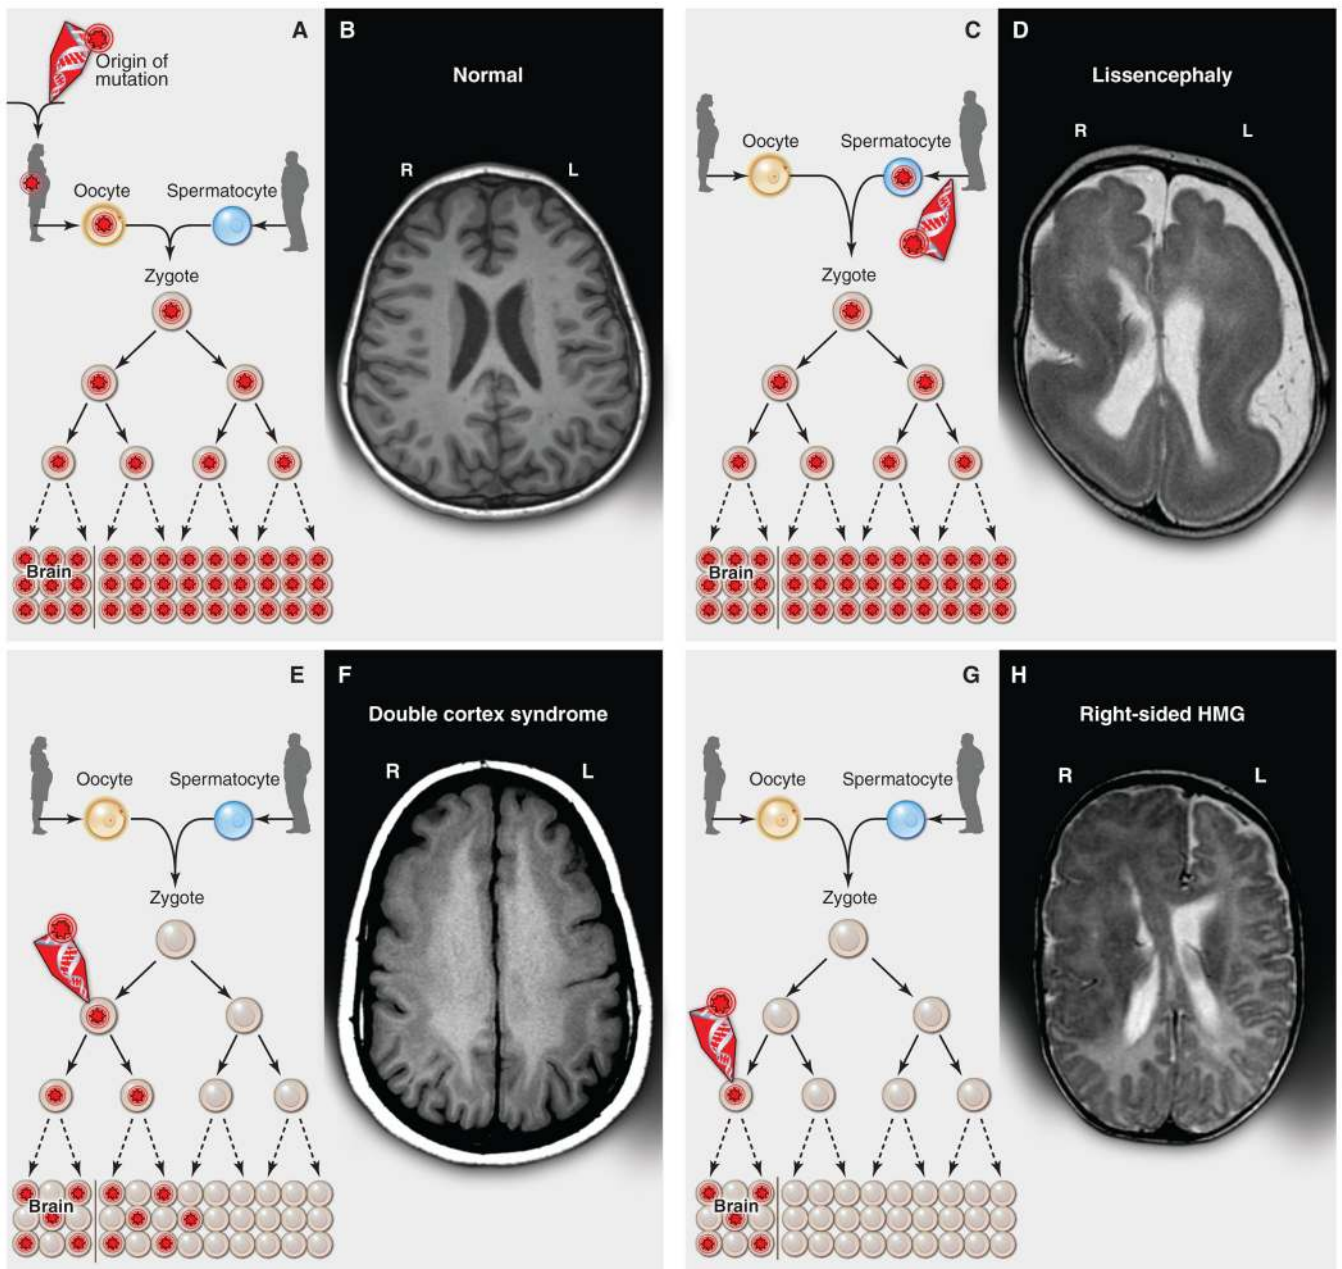 A
Origin of
mutation
Oocyte
Spermatocyte
Zygote
Brain
B
Normal
R
L
C
Oocyte
Spermatocyte
Zygote
Brain
D
Lissencephaly
R
L
E
Oocyte
Spermatocyte
Zygote
Brain
F
Double cortex syndrome
R
L
G
Oocyte
Spermatocyte
Zygote
Brain
H
Right-sided HMG
R
L